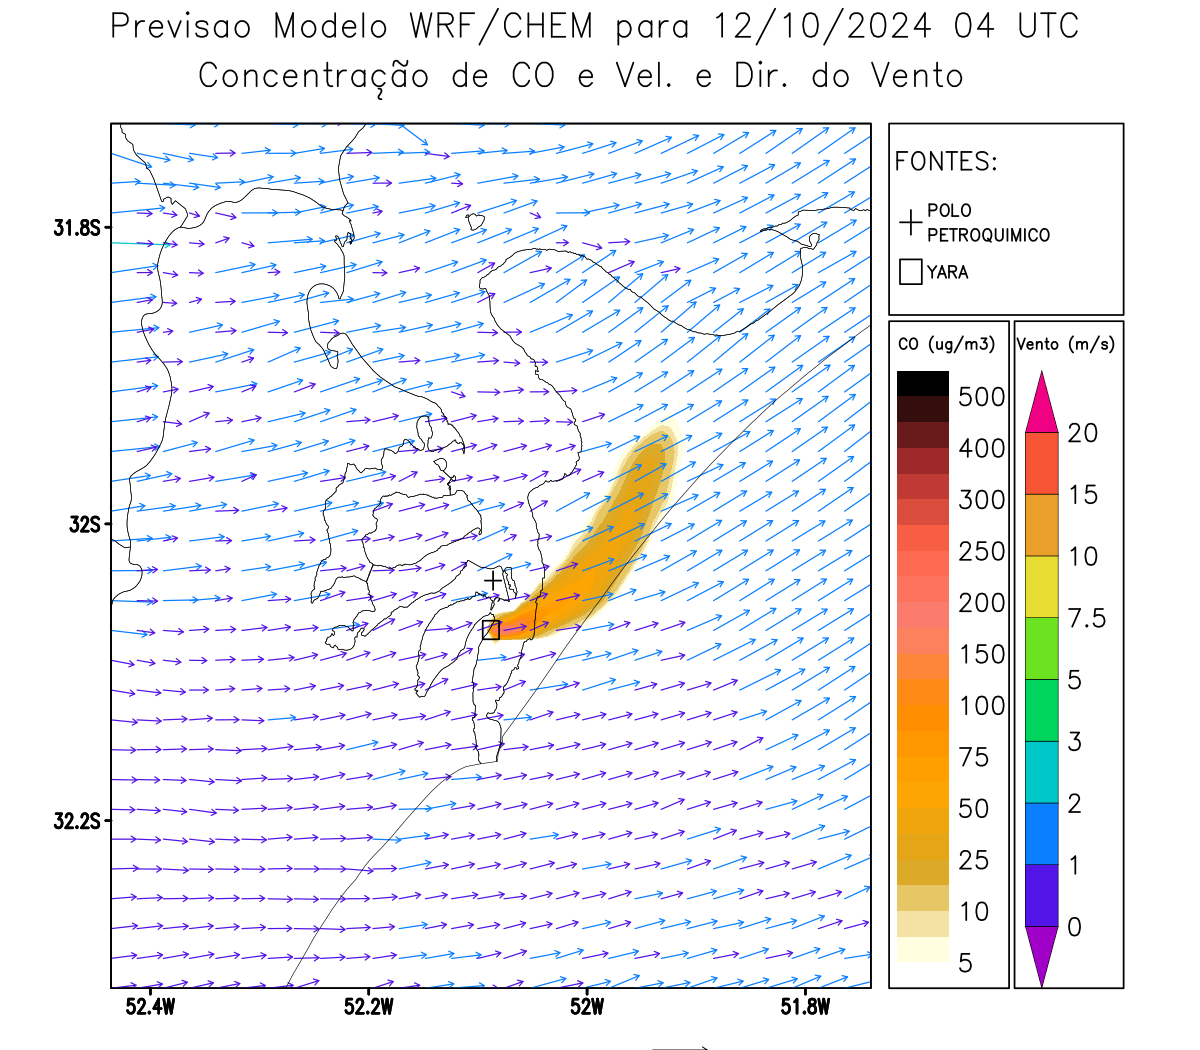 Previsao Modelo WRF/CHEM para 12/10/2024 04 UTC
Concentração de CO e Vel. e Dir. do Vento
FONTES:
POLO
PETROQUIMICO
YARA
CO (ug/m3)
500
400
300
250
200
150
100
75
50
25
10
5
Vento (m/s)
20
15
10
7.5
5
3
2
1
0
31.8S
32S
32.2S
52.4W
52.2W
52W
51.8W